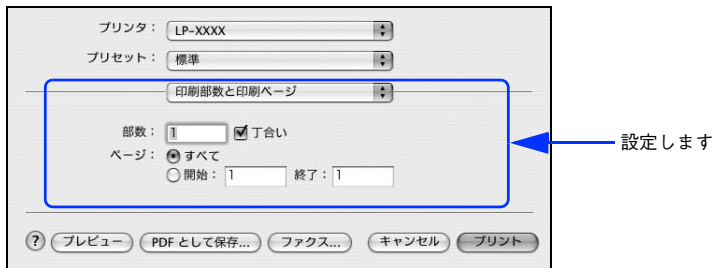 プリンタ： LP-XXXX
プリセット： 標準
印刷部数と印刷ページ
部数： 1 丁合い
ページ： すべて
開始： 1 終了： 1
設定します
? プレビュー PDF として保存... ファクス... キャンセル プリント